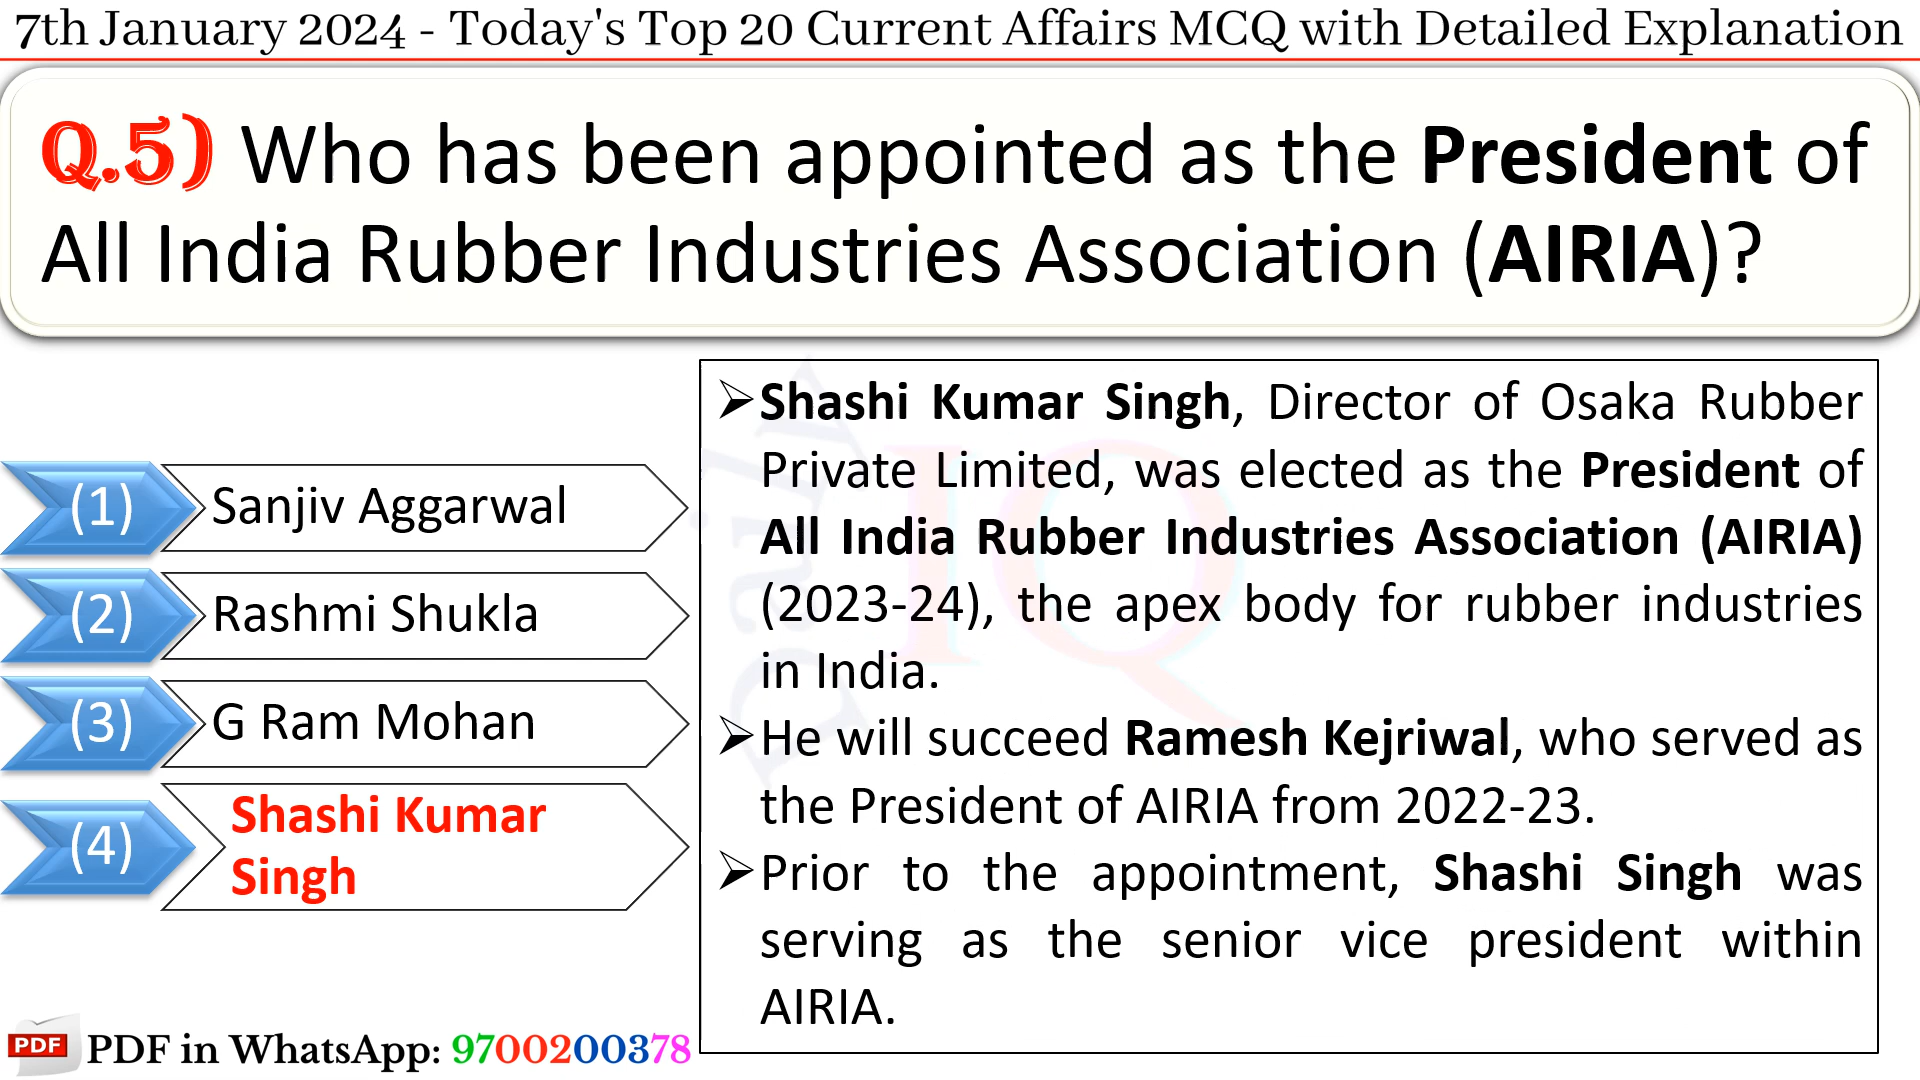 7th January 2024 - Today's Top 20 Current Affairs MCQ with Detailed Explanation
Q.5) Who has been appointed as the President of
All India Rubber Industries Association (AIRIA)?
(1) Sanjiv Aggarwal
(2) Rashmi Shukla
(3) G Ram Mohan
(4) Shashi Kumar
Singh
➢Shashi Kumar Singh, Director of Osaka Rubber
Private Limited, was elected as the President of
All India Rubber Industries Association (AIRIA)
(2023-24), the apex body for rubber industries
in India.
➢He will succeed Ramesh Kejriwal, who served as
the President of AIRIA from 2022-23.
➢Prior to the appointment, Shashi Singh was
serving as the senior vice president within
AIRIA.
Daily IQ
PDF PDF in WhatsApp: 9700200378